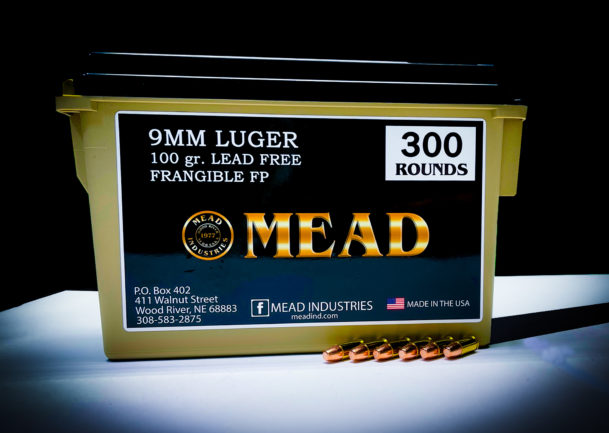 9MM LUGER
100 gr. LEAD FREE
FRANGIBLE FP
300
ROUNDS
MEAD
1977
INDUSTRIES
MEAD
P.O. Box 402
411 Walnut Street
Wood River, NE 68883
308-583-2875
f MEAD INDUSTRIES
meadind.com
MADE IN THE USA